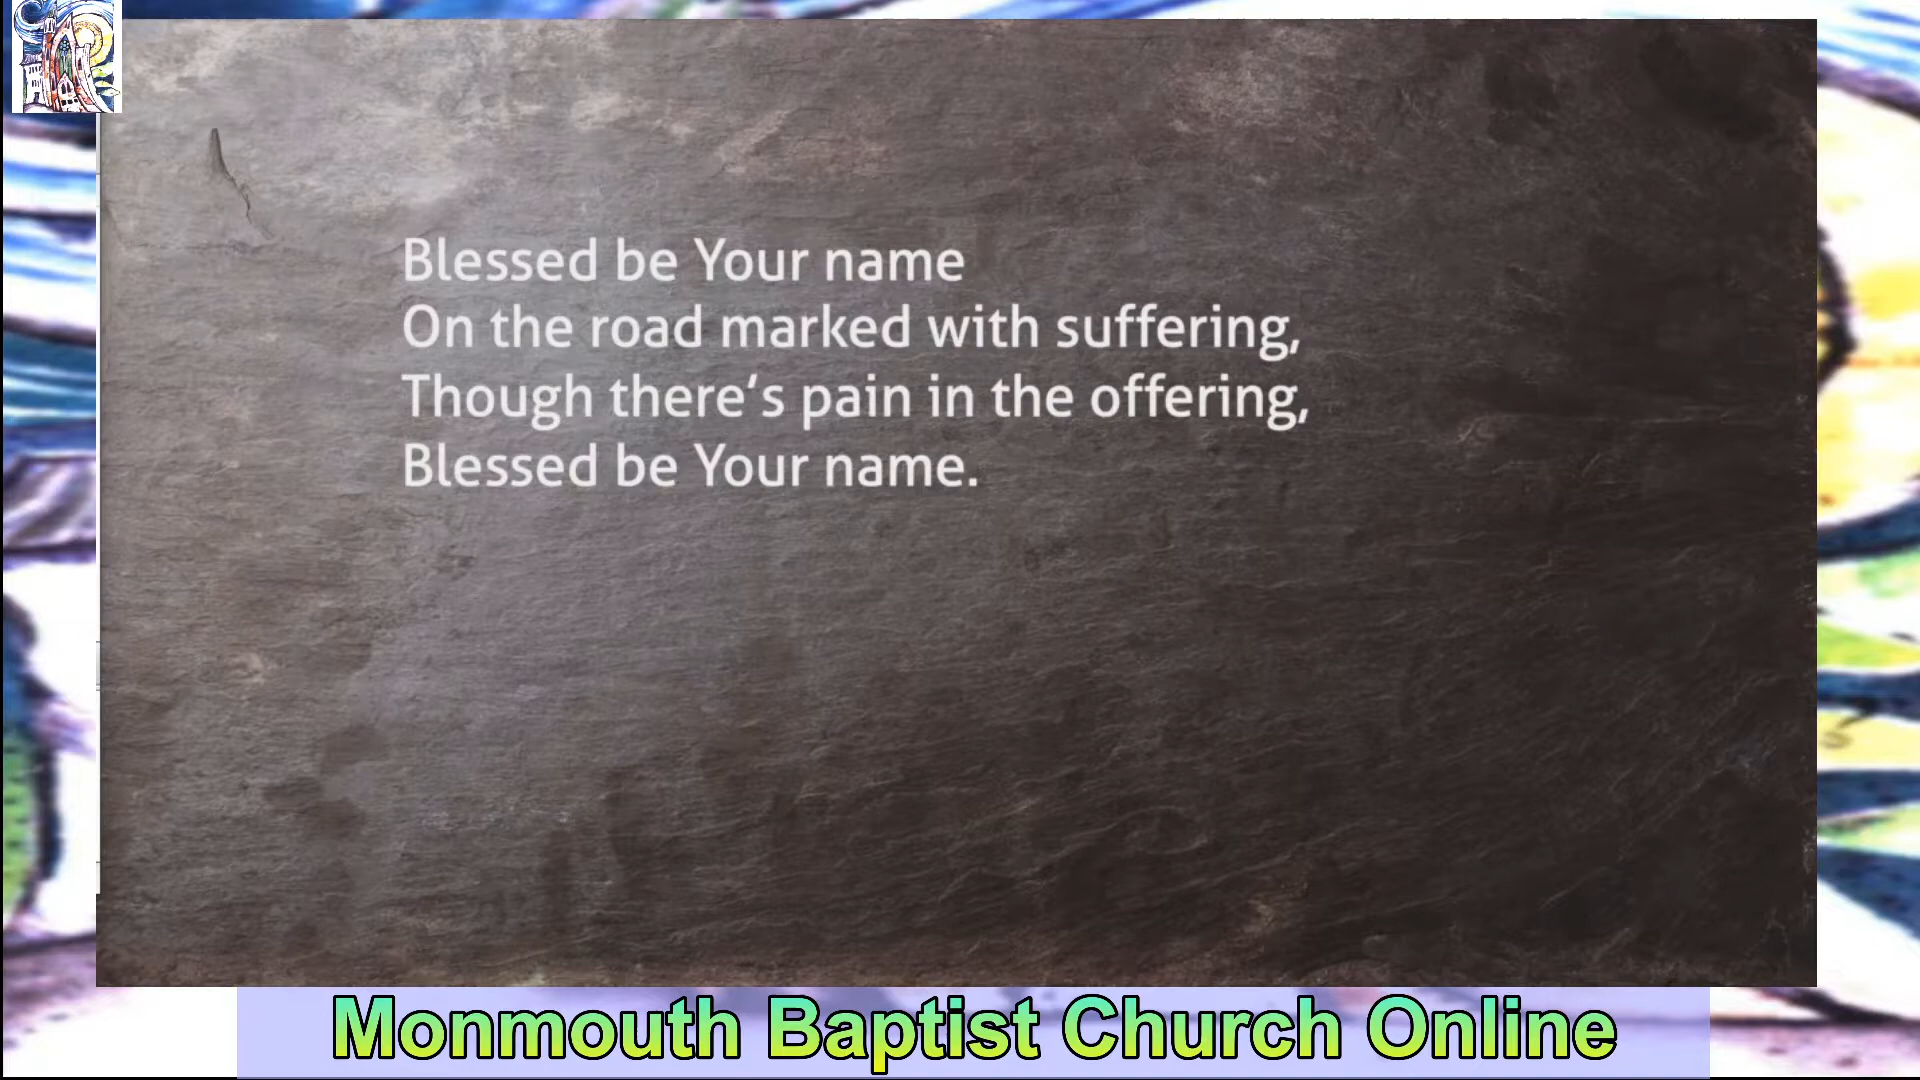 Blessed be Your name
On the road marked with suffering,
Though there's pain in the offering,
Blessed be Your name.
Monmouth Baptist Church Online